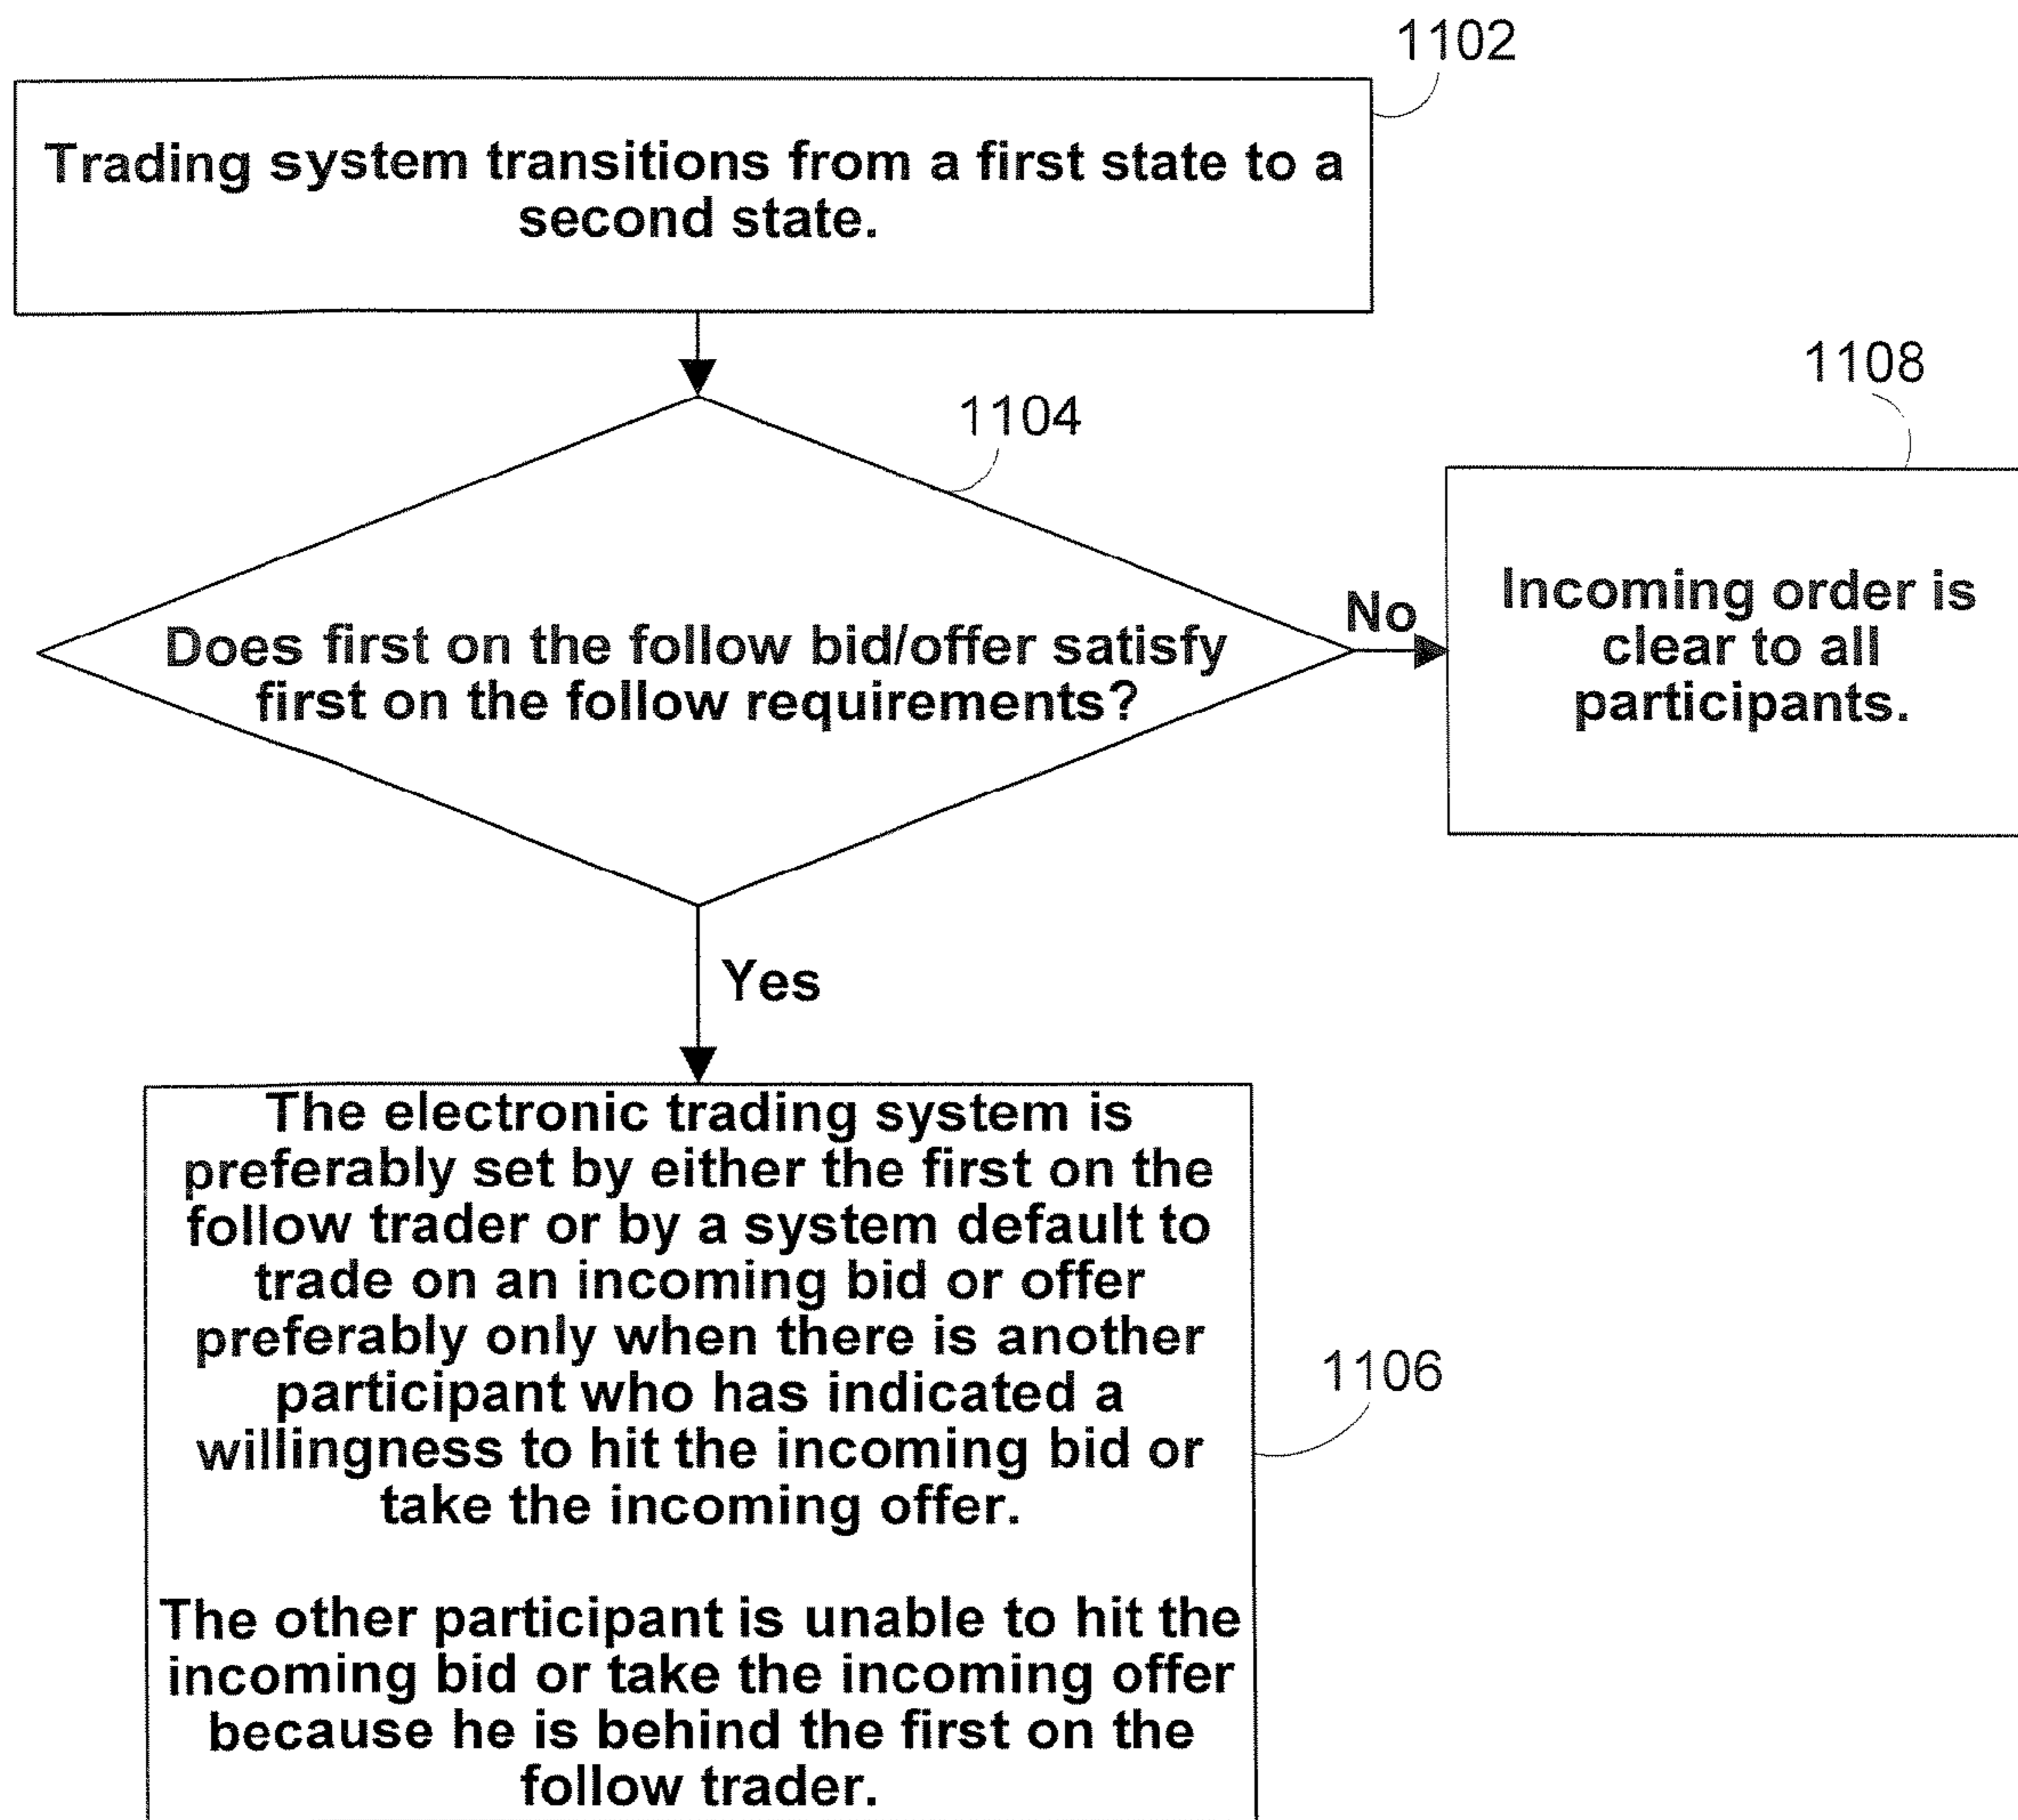 1102
Trading system transitions from a first state to a
second state.
1104
1108
Does first on the follow bid/offer satisfy
first on the follow requirements?
No
Incoming order is
clear to all
participants.
Yes
The electronic trading system is
preferably set by either the first on the
follow trader or by a system default to
trade on an incoming bid or offer
preferably only when there is another
participant who has indicated a
willingness to hit the incoming bid or
take the incoming offer.
1106
The other participant is unable to hit the
incoming bid or take the incoming offer
because he is behind the first on the
follow trader.